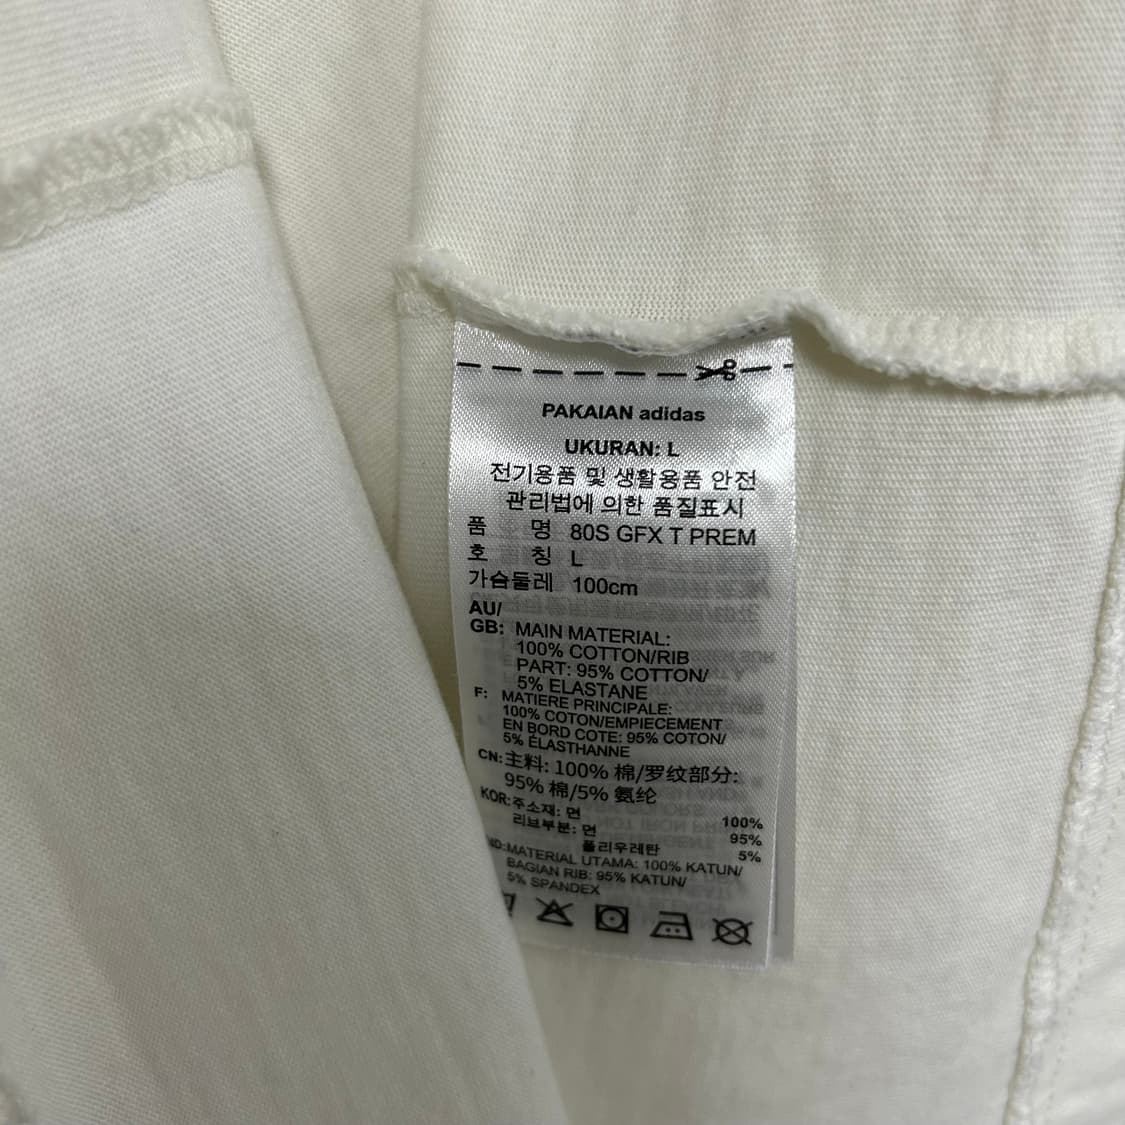 PAKAIAN adidas
UKURAN: L
전기용품 및 생활용품 안전
관리법에 의한 품질표시
품 명 80S GFX T PREM
호 칭 L
가슴둘레 100cm
AU/
GB: MAIN MATERIAL:
100% COTTON/RIB
PART: 95% COTTON/
5% ELASTANE
F: MATIERE PRINCIPALE:
100% COTON/EMPIECEMENT
EN BORD COTE: 95% COTON/
5% ÉLASTHANNE
CN: 主料: 100% 棉/罗纹部分:
95% 棉/5% 氨纶
KOR: 주소재: 면 100%
리브부분: 면 95%
폴리우레탄 5%
ND: MATERIAL UTAMA: 100% KATUN/
BAGIAN RIB: 95% KATUN/
5% SPANDEX